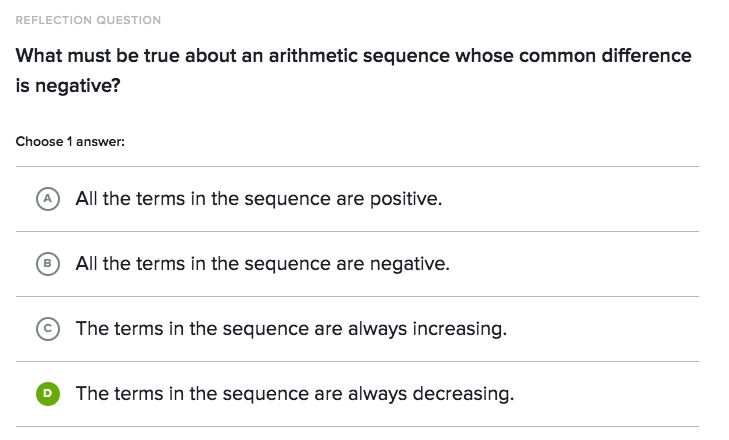 REFLECTION QUESTION
What must be true about an arithmetic sequence whose common difference
is negative?
Choose 1 answer:
A All the terms in the sequence are positive.
B All the terms in the sequence are negative.
C The terms in the sequence are always increasing.
D The terms in the sequence are always decreasing.